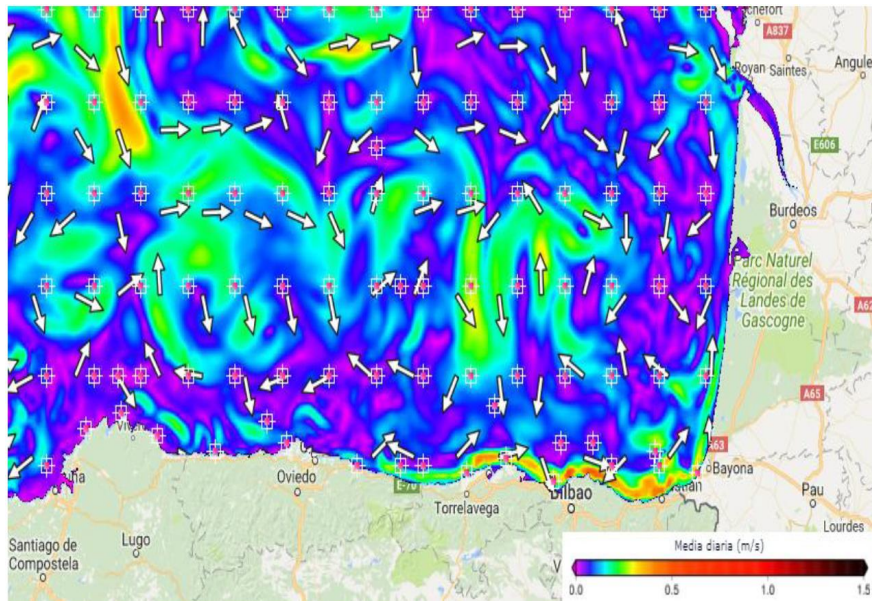 chefort
A837
Royan
Saintes
Angule
E606
Burdeos
Parc Naturel
Régional des
Landes de
Gascogne
A62
A65
A63
Bayona
Pau
Lourdes
Oviedo
E-70
Torrelavega
Bilbao
Lugo
Santiago de
Compostela
Media diaria (m/s)
0.0 0.5 1.0 1.5